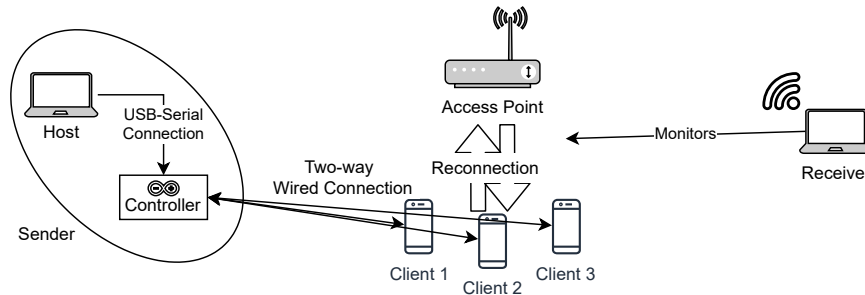 Host
USB-Serial
Connection
Controller
Sender
Two-way
Wired Connection
Access Point
Reconnection
Client 1
Client 2
Client 3
Monitors
Receive